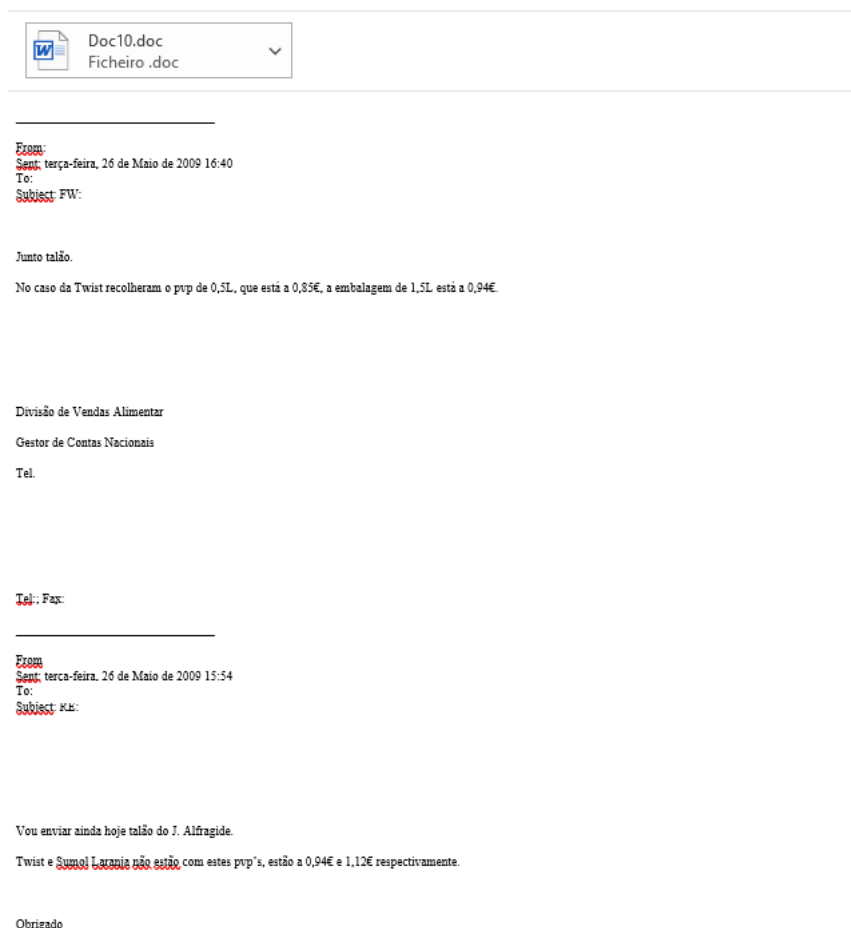 Doc10.doc
Ficheiro .doc
From:
Sent: terça-feira, 26 de Maio de 2009 16:40
To:
Subject: FW:
Junto talão.
No caso da Twist recolheram o pvp de 0,5L, que está a 0,85€, a embalagem de 1,5L está a 0,94€.
Divisão de Vendas Alimentar
Gestor de Contas Nacionais
Tel.
Tel:; Fax:
From
Sent: terca-feira, 26 de Maio de 2009 15:54
To:
Subject: RE:
Vou enviar ainda hoje talão do J. Alfragide.
Twist e Sumol Laranja não estão com estes pvp's, estão a 0,94€ e 1,12€ respectivamente.
Obrigado